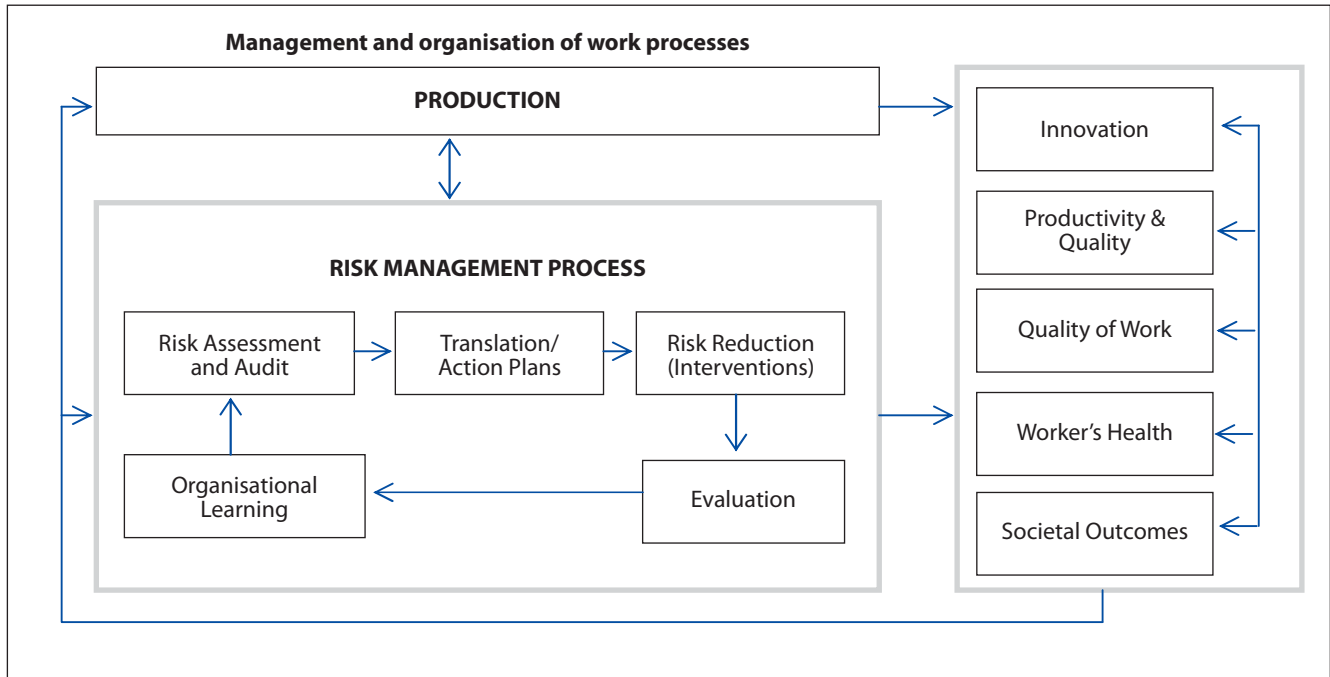 Management and organisation of work processes
PRODUCTION
RISK MANAGEMENT PROCESS
Risk Assessment
and Audit
Translation/
Action Plans
Risk Reduction
(Interventions)
Organisational
Learning
Evaluation
Innovation
Productivity &
Quality
Quality of Work
Worker's Health
Societal Outcomes